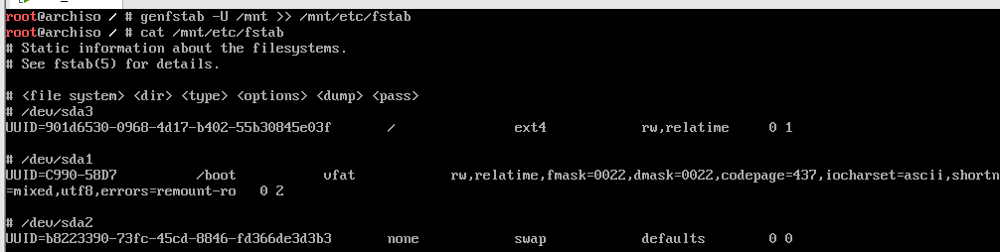 root@archiso / # genfstab -U /mnt >> /mnt/etc/fstab
root@archiso / # cat /mnt/etc/fstab
# Static information about the filesystems.
# See fstab(5) for details.
# <file system> <dir> <type> <options> <dump> <pass>
# /dev/sda3
UUID=901d6530-0968-4d17-b402-55b30845e03f / ext4 rw,relatime 0 1
# /dev/sda1
UUID=C990-58D7 /boot vfat rw,relatime,fmask=0022,dmask=0022,codepage=437,iocharset=ascii,shortn
=mixed,utf8,errors=remount-ro 0 2
# /dev/sda2
UUID=b8223390-73fc-45cd-8846-fd366de3d3b3 none swap defaults 0 0